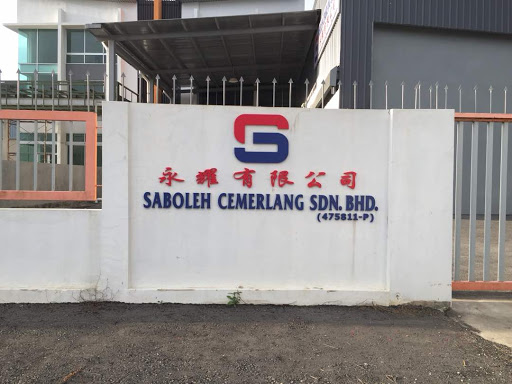 永耀有限公司
SABOLEH CEMERLANG SDN. BHD.
(475811-P)